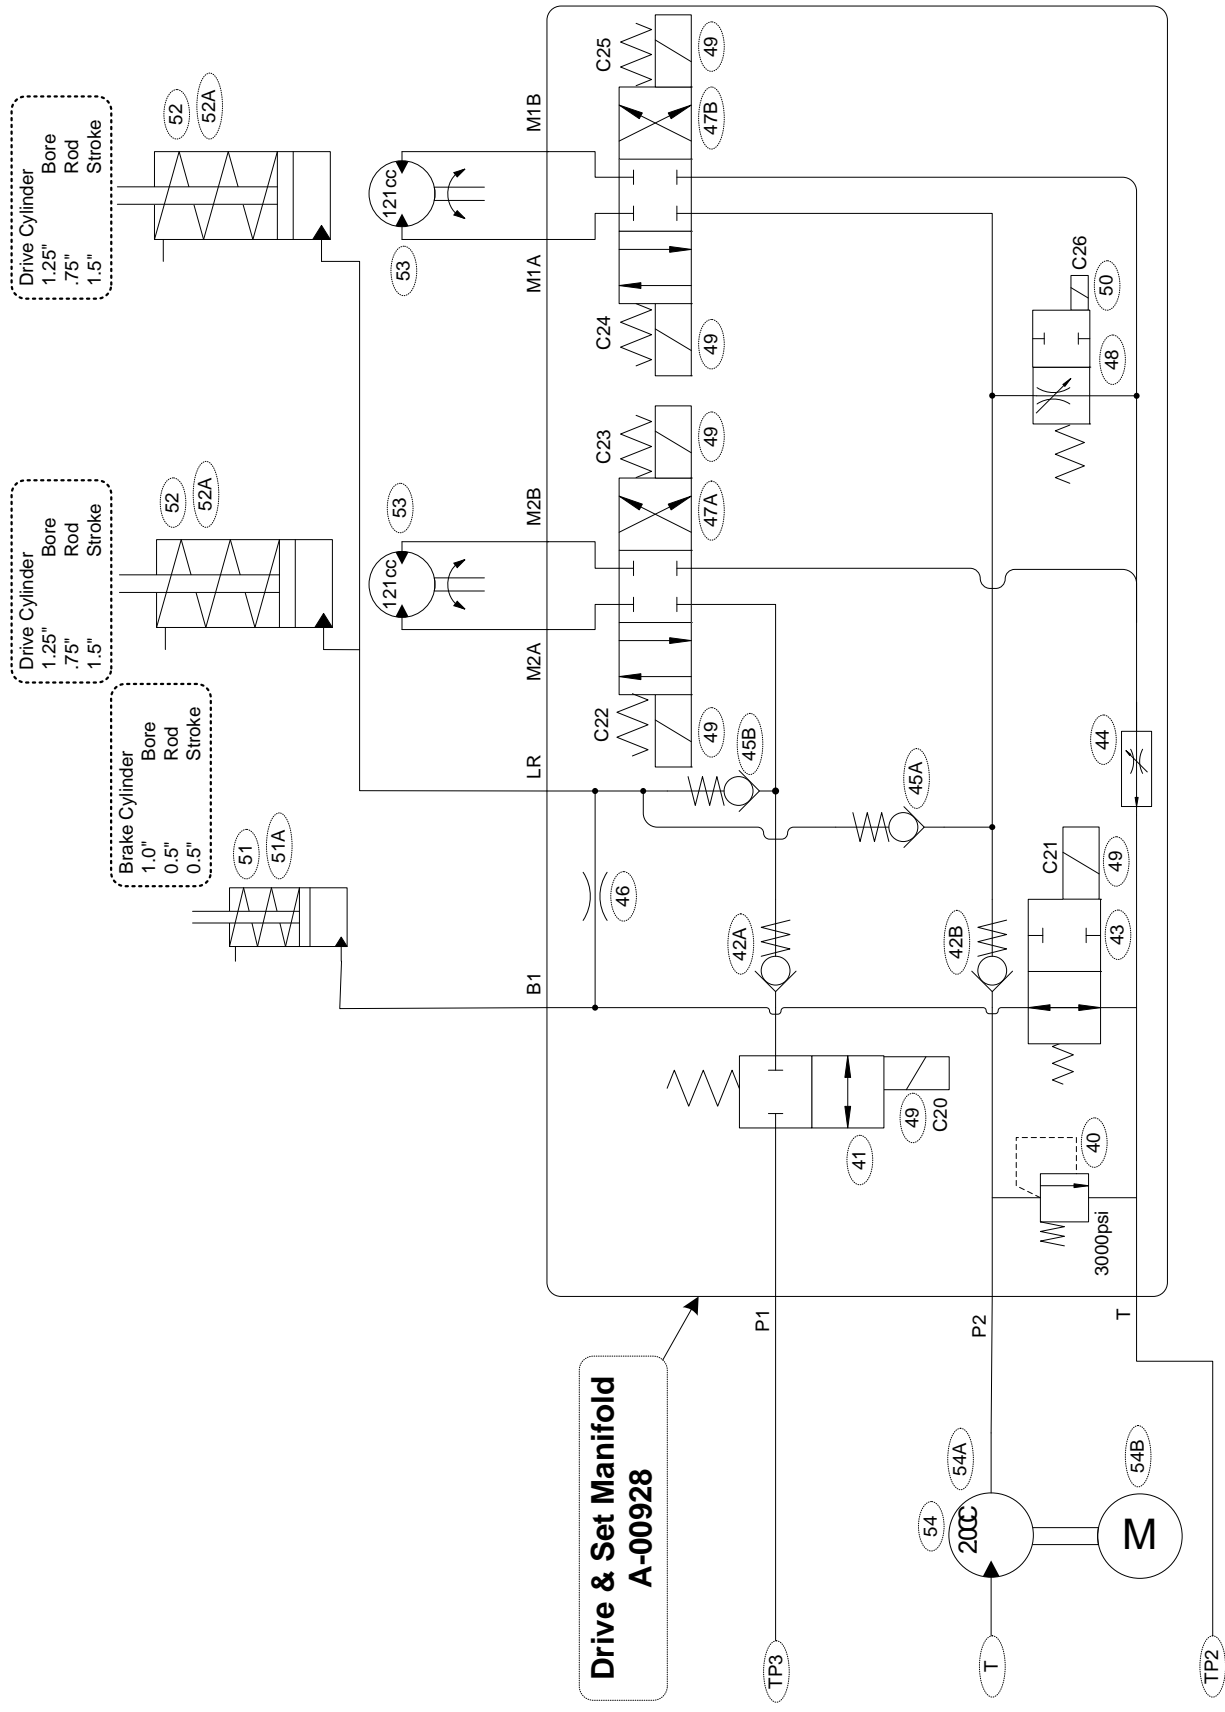 Drive Cylinder
1.25" Bore
.75" Rod
1.5" Stroke
52
52A
Drive Cylinder
1.25" Bore
.75" Rod
1.5" Stroke
52
52A
Brake Cylinder
1.0" Bore
0.5" Rod
0.5" Stroke
51
51A
121cc
53
121cc
53
B1
LR
M2A
M2B
M1A
M1B
C22
49
C23
49
47A
C24
49
C25
49
47B
46
45B
45A
42A
42B
41
49
C20
C21
49
43
44
C26
50
48
40
3000psi
P1
P2
T
Drive & Set Manifold
A-00928
54
54A
20CC
54B
M
TP3
T
TP2